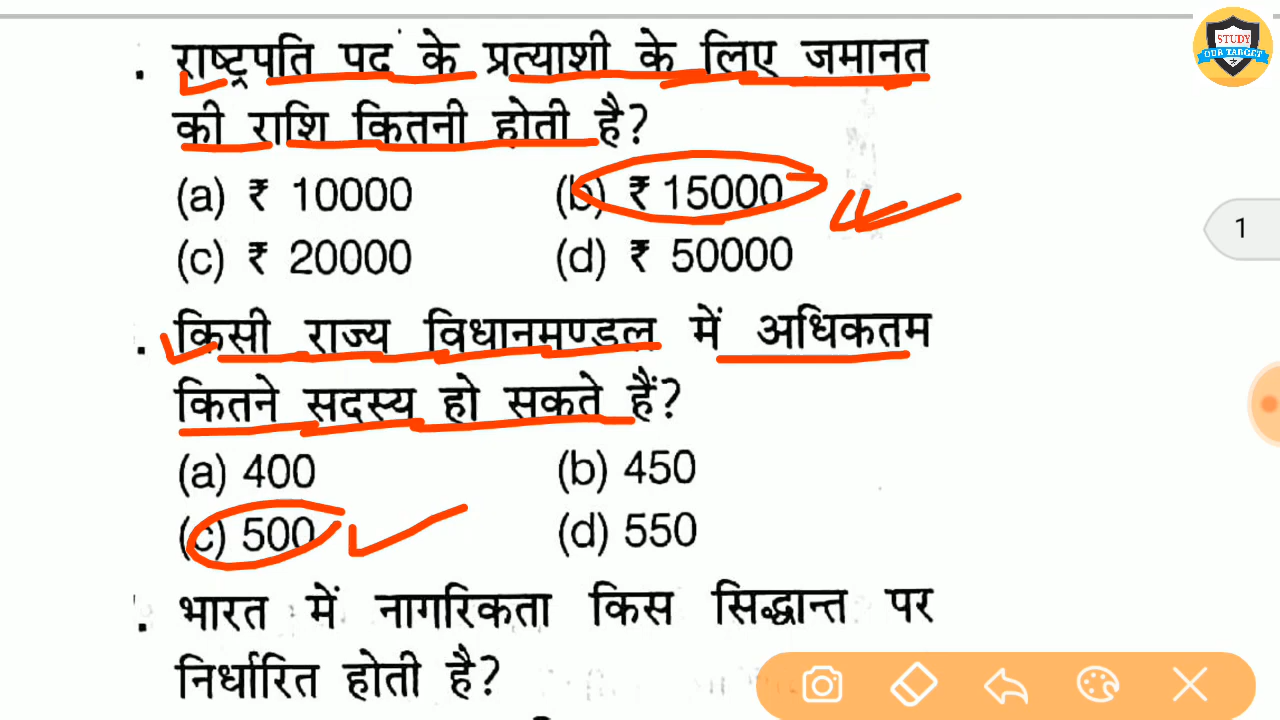 STUDY
OUR TARGET
. राष्ट्रपति पद के प्रत्याशी के लिए जमानत
की राशि कितनी होती है?
(a) ₹ 10000 (b) ₹ 15000
(c) ₹ 20000 (d) ₹ 50000
1
. किसी राज्य विधानमण्डल में अधिकतम
कितने सदस्य हो सकते हैं?
(a) 400 (b) 450
(c) 500 (d) 550
. भारत में नागरिकता किस सिद्धान्त पर
निर्धारित होती है?